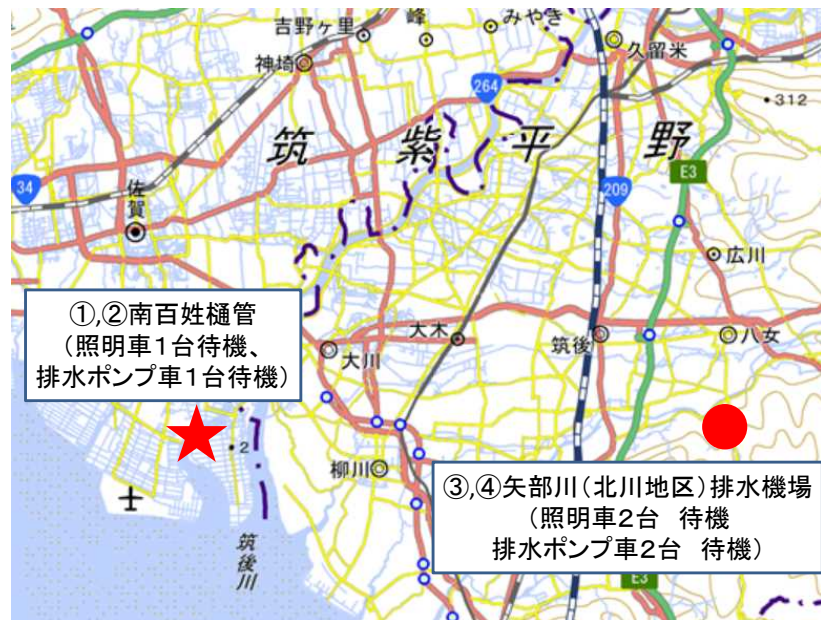 吉野ヶ里
峰
みやき
久留米
神埼
264
312
筑紫平野
34
佐賀
209
E3
広川
①,②南百姓樋管
（照明車１台待機、
排水ポンプ車１台待機）
大川
大木
筑後
八女
2
柳川
③,④矢部川（北川地区）排水機場
（照明車２台　待機
排水ポンプ車２台　待機）
筑後川
E3